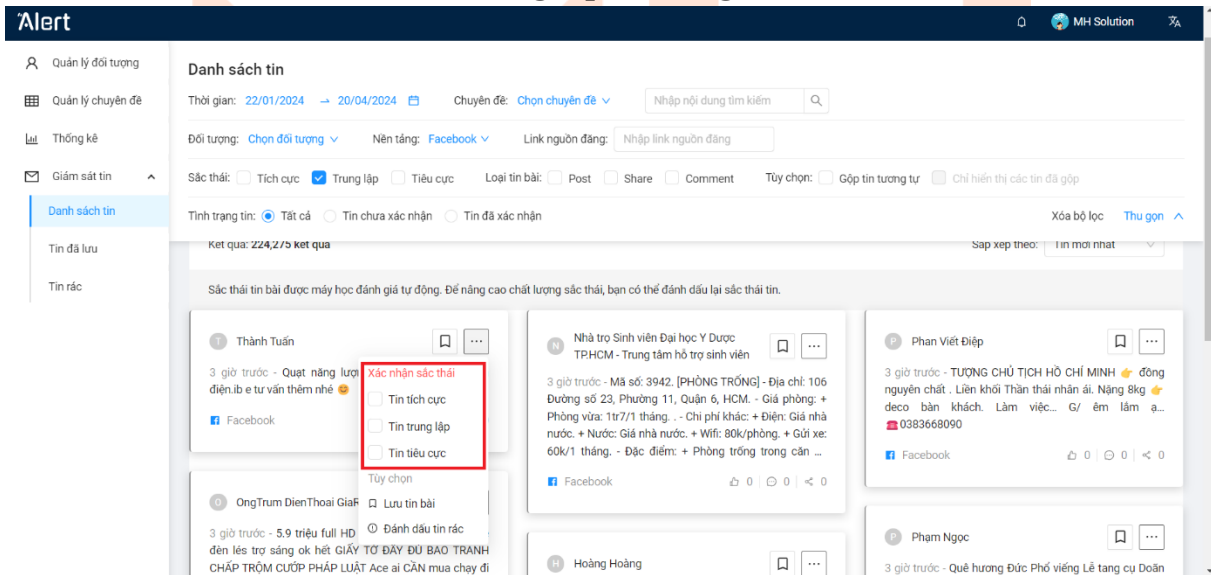 Alert
MH Solution
Quản lý đối tượng
Quản lý chuyên đề
Thống kê
Giám sát tin
Danh sách tin
Tin đã lưu
Tin rác
Danh sách tin
Thời gian: 22/01/2024 → 20/04/2024 Chuyên đề: Chọn chuyên đề Nhập nội dung tìm kiếm
Đối tượng: Chọn đối tượng Nền tảng: Facebook Link nguồn đăng: Nhập link nguồn đăng
Sắc thái: Tích cực Trung lập Tiêu cực Loại tin bài: Post Share Comment Tùy chọn: Gộp tin tương tự Chỉ hiển thị các tin đã gộp
Tình trạng tin: Tất cả Tin chưa xác nhận Tin đã xác nhận Xóa bộ lọc Thu gọn
Kết quả: 224,275 kết quả Sắp xếp theo: Tin mới nhất
Sắc thái tin bài được máy học đánh giá tự động. Để nâng cao chất lượng sắc thái, bạn có thể đánh dấu lại sắc thái tin.
T Thành Tuấn
3 giờ trước - Quạt năng lượ
điện.ib e tư vấn thêm nhé 😊
Facebook
Xác nhận sắc thái
Tin tích cực
Tin trung lập
Tin tiêu cực
Tùy chọn
Lưu tin bài
Đánh dấu tin rác
O OngTrum DienThoai GiaR
3 giờ trước - 5.9 triệu full HD
đèn lés trợ sáng ok hết GIẤY TỜ ĐẦY ĐỦ BAO TRANH
CHẤP TRỘM CƯỚP PHÁP LUẬT Ace ai CẦN mua chạy đi
N Nhà trọ Sinh viên Đại học Y Dược
TP.HCM - Trung tâm hỗ trợ sinh viên
3 giờ trước - Mã số: 3942. [PHÒNG TRỐNG] - Địa chỉ: 106
Đường số 23, Phường 11, Quận 6, HCM. - Giá phòng: +
Phòng vừa: 1tr7/1 tháng. . - Chi phí khác: + Điện: Giá nhà
nước. + Nước: Giá nhà nước. + Wifi: 80k/phòng. + Gửi xe:
60k/1 tháng. - Đặc điểm: + Phòng trống trong căn ...
Facebook 0 0 0
H Hoàng Hoàng
P Phan Viết Điệp
3 giờ trước - TƯỢNG CHỦ TỊCH HỒ CHÍ MINH 👉 đồng
nguyên chất . Liền khối Thần thái nhân ái. Nặng 8kg 👉
deco bàn khách. Làm việc... G/ êm lắm ạ...
☎️0383668090
Facebook 0 0 0
P Phạm Ngọc
3 giờ trước - Quê hương Đức Phổ viếng Lễ tang cụ Doãn